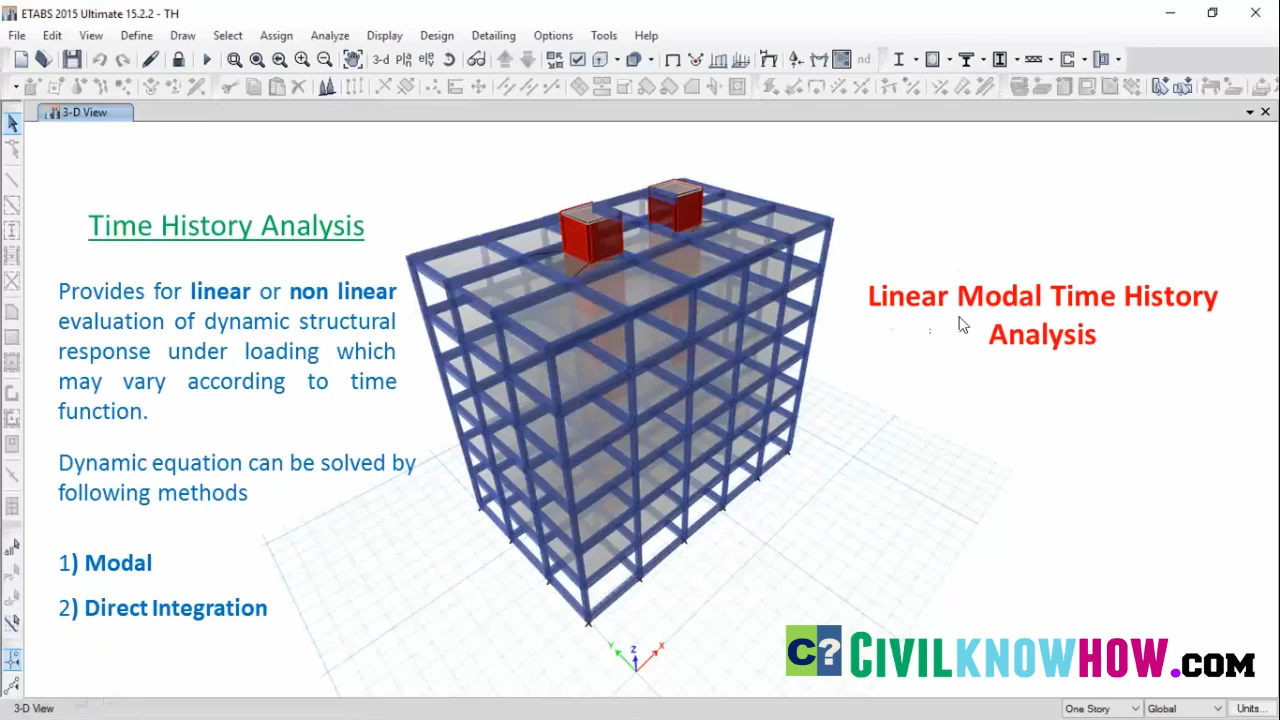 ETABS 2015 Ultimate 15.2.2 - TH
File Edit View Define Draw Select Assign Analyze Display Design Detailing Options Tools Help
3-d
nd
3-D View
Time History Analysis
Provides for linear or non linear
evaluation of dynamic structural
response under loading which
may vary according to time
function.
Dynamic equation can be solved by
following methods
1) Modal
2) Direct Integration
Linear Modal Time History
Analysis
all
Y Z X
C? CIVILKNOWHOW.COM
3-D View
One Story Global Units...